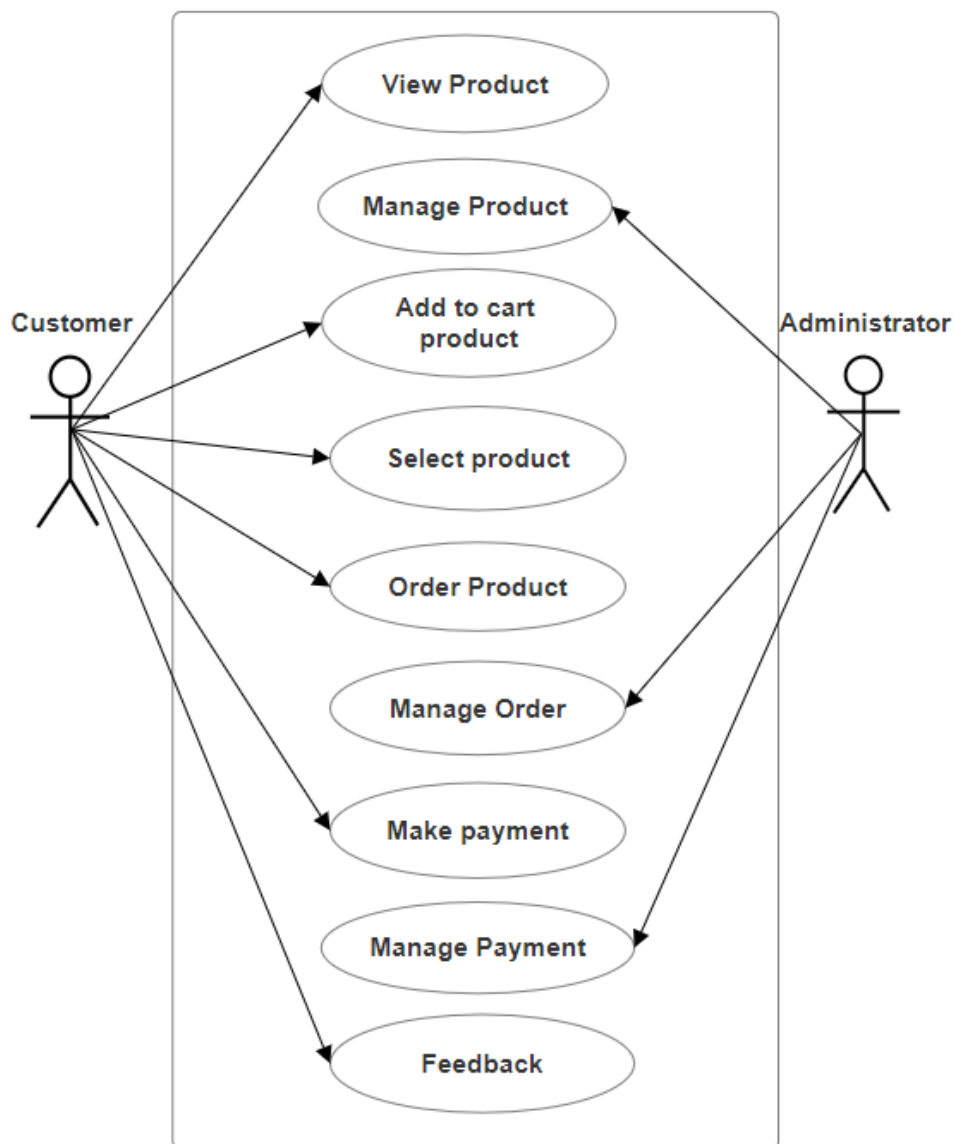 View Product
Manage Product
Add to cart
product
Customer
Administrator
Select product
Order Product
Manage Order
Make payment
Manage Payment
Feedback